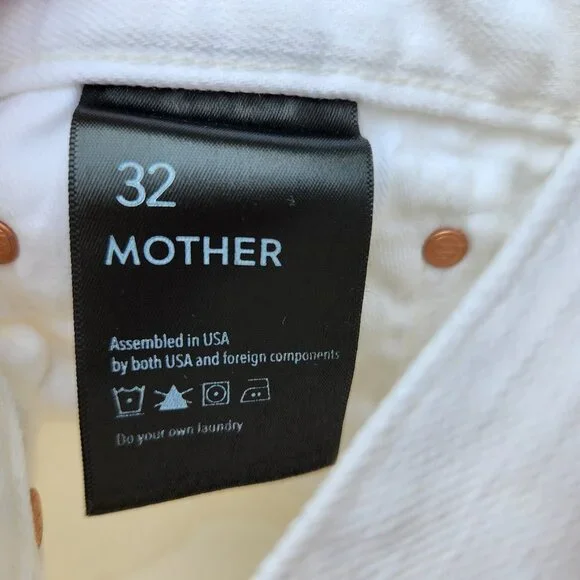 32
MOTHER
Assembled in USA
by both USA and foreign components
Do your own laundry